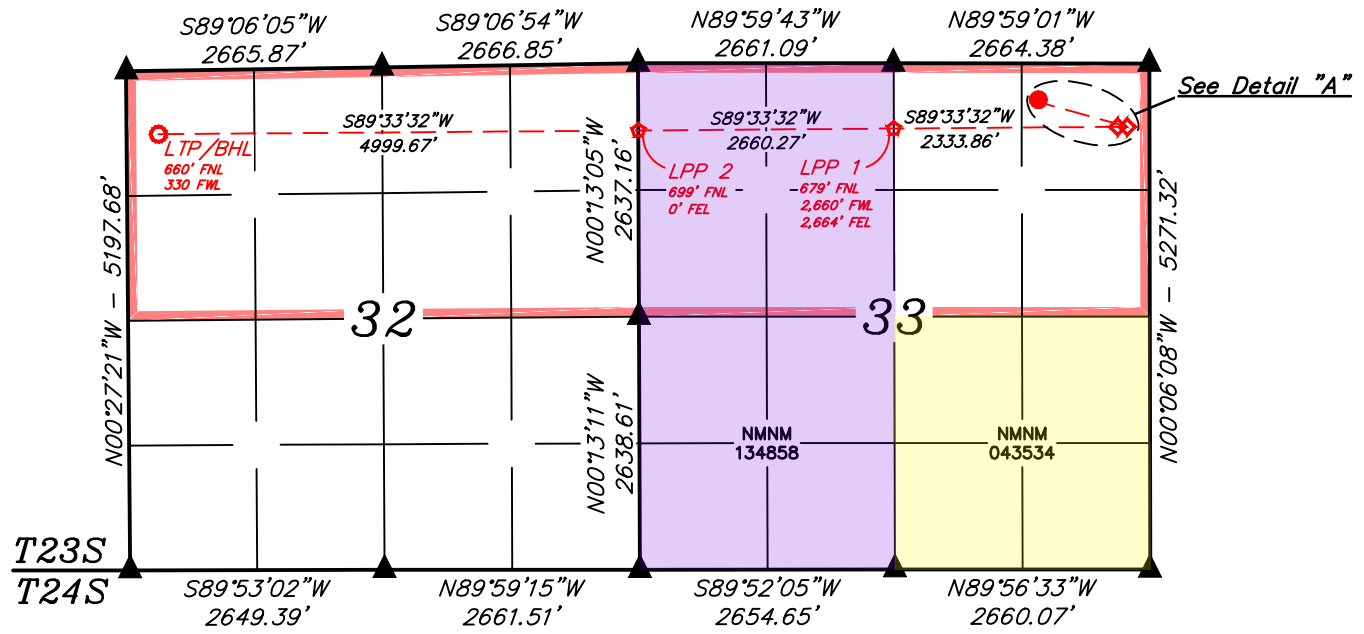 S89°06'05"W
2665.87'
S89°06'54"W
2666.85'
N89°59'43"W
2661.09'
N89°59'01"W
2664.38'
See Detail "A"
S89°33'32"W
4999.67'
S89°33'32"W
2660.27'
S89°33'32"W
2333.86'
LTP/BHL
660' FNL
330 FWL
LPP 2
699' FNL
0' FEL
LPP 1
679' FNL
2,660' FWL
2,664' FEL
N00°27'21"W - 5197.68'
N00°13'05"W
2637.16'
N00°06'08"W - 5271.32'
32
33
N00°13'11"W
2638.61'
NMNM
134858
NMNM
043534
T23S
T24S
S89°53'02"W
2649.39'
N89°59'15"W
2661.51'
S89°52'05"W
2654.65'
N89°56'33"W
2660.07'